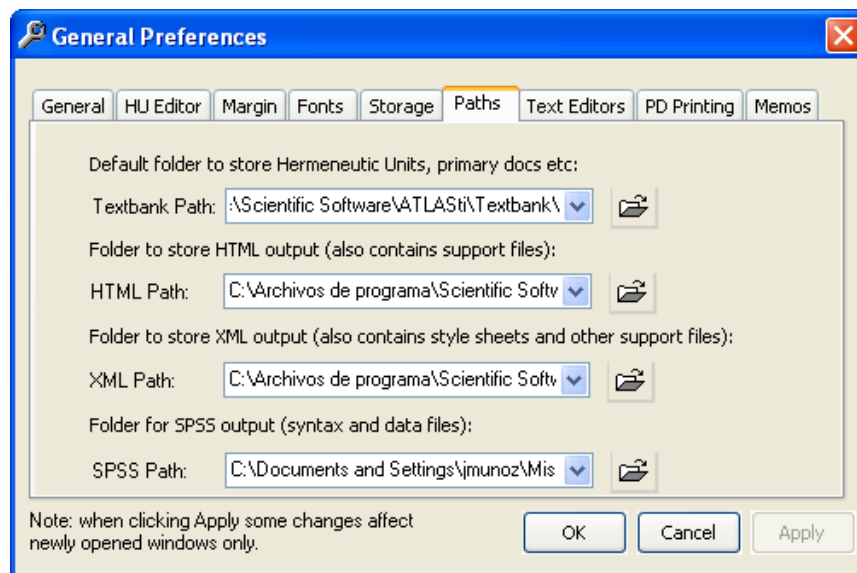 General Preferences
General HU Editor Margin Fonts Storage Paths Text Editors PD Printing Memos
Default folder to store Hermeneutic Units, primary docs etc:
Textbank Path: :\Scientific Software\ATLASti\Textbank\
Folder to store HTML output (also contains support files):
HTML Path: C:\Archivos de programa\Scientific Softw
Folder to store XML output (also contains style sheets and other support files):
XML Path: C:\Archivos de programa\Scientific Softw
Folder for SPSS output (syntax and data files):
SPSS Path: C:\Documents and Settings\jmunoz\Mis
Note: when clicking Apply some changes affect
newly opened windows only.
OK Cancel Apply